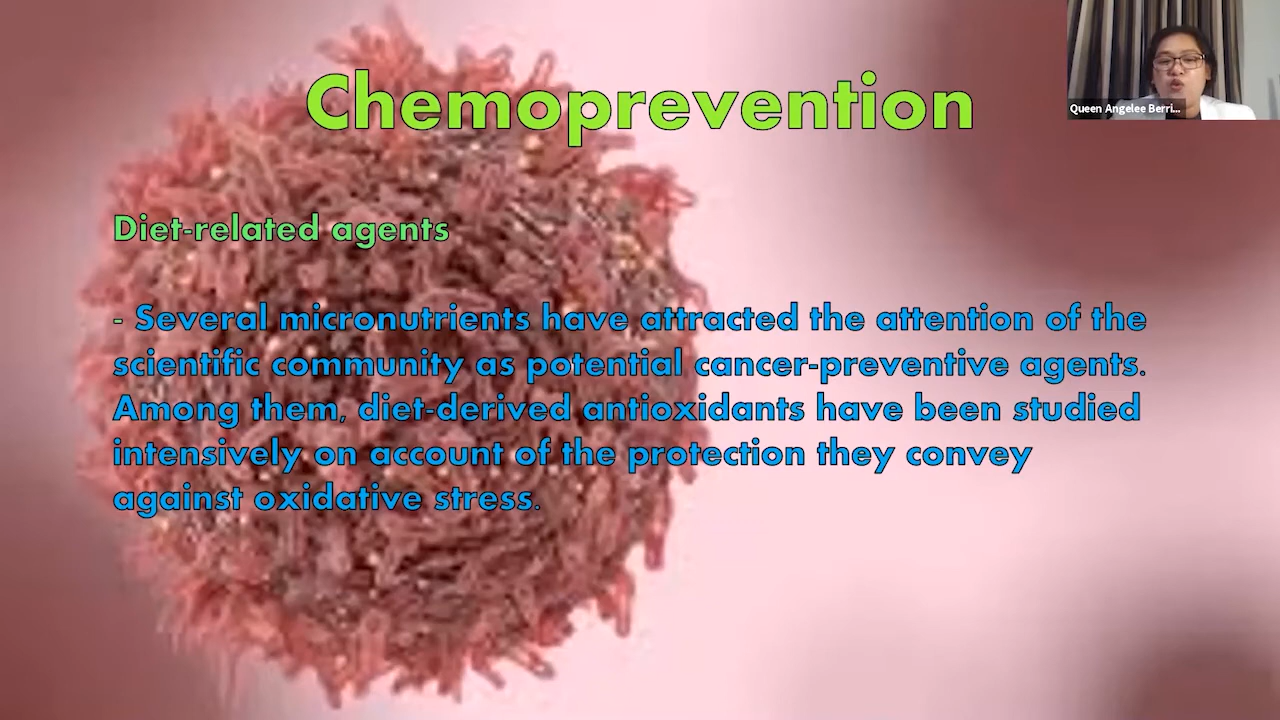 Chemoprevention
Queen Angelee Berri...
Diet-related agents
- Several micronutrients have attracted the attention of the
scientific community as potential cancer-preventive agents.
Among them, diet-derived antioxidants have been studied
intensively on account of the protection they convey
against oxidative stress.